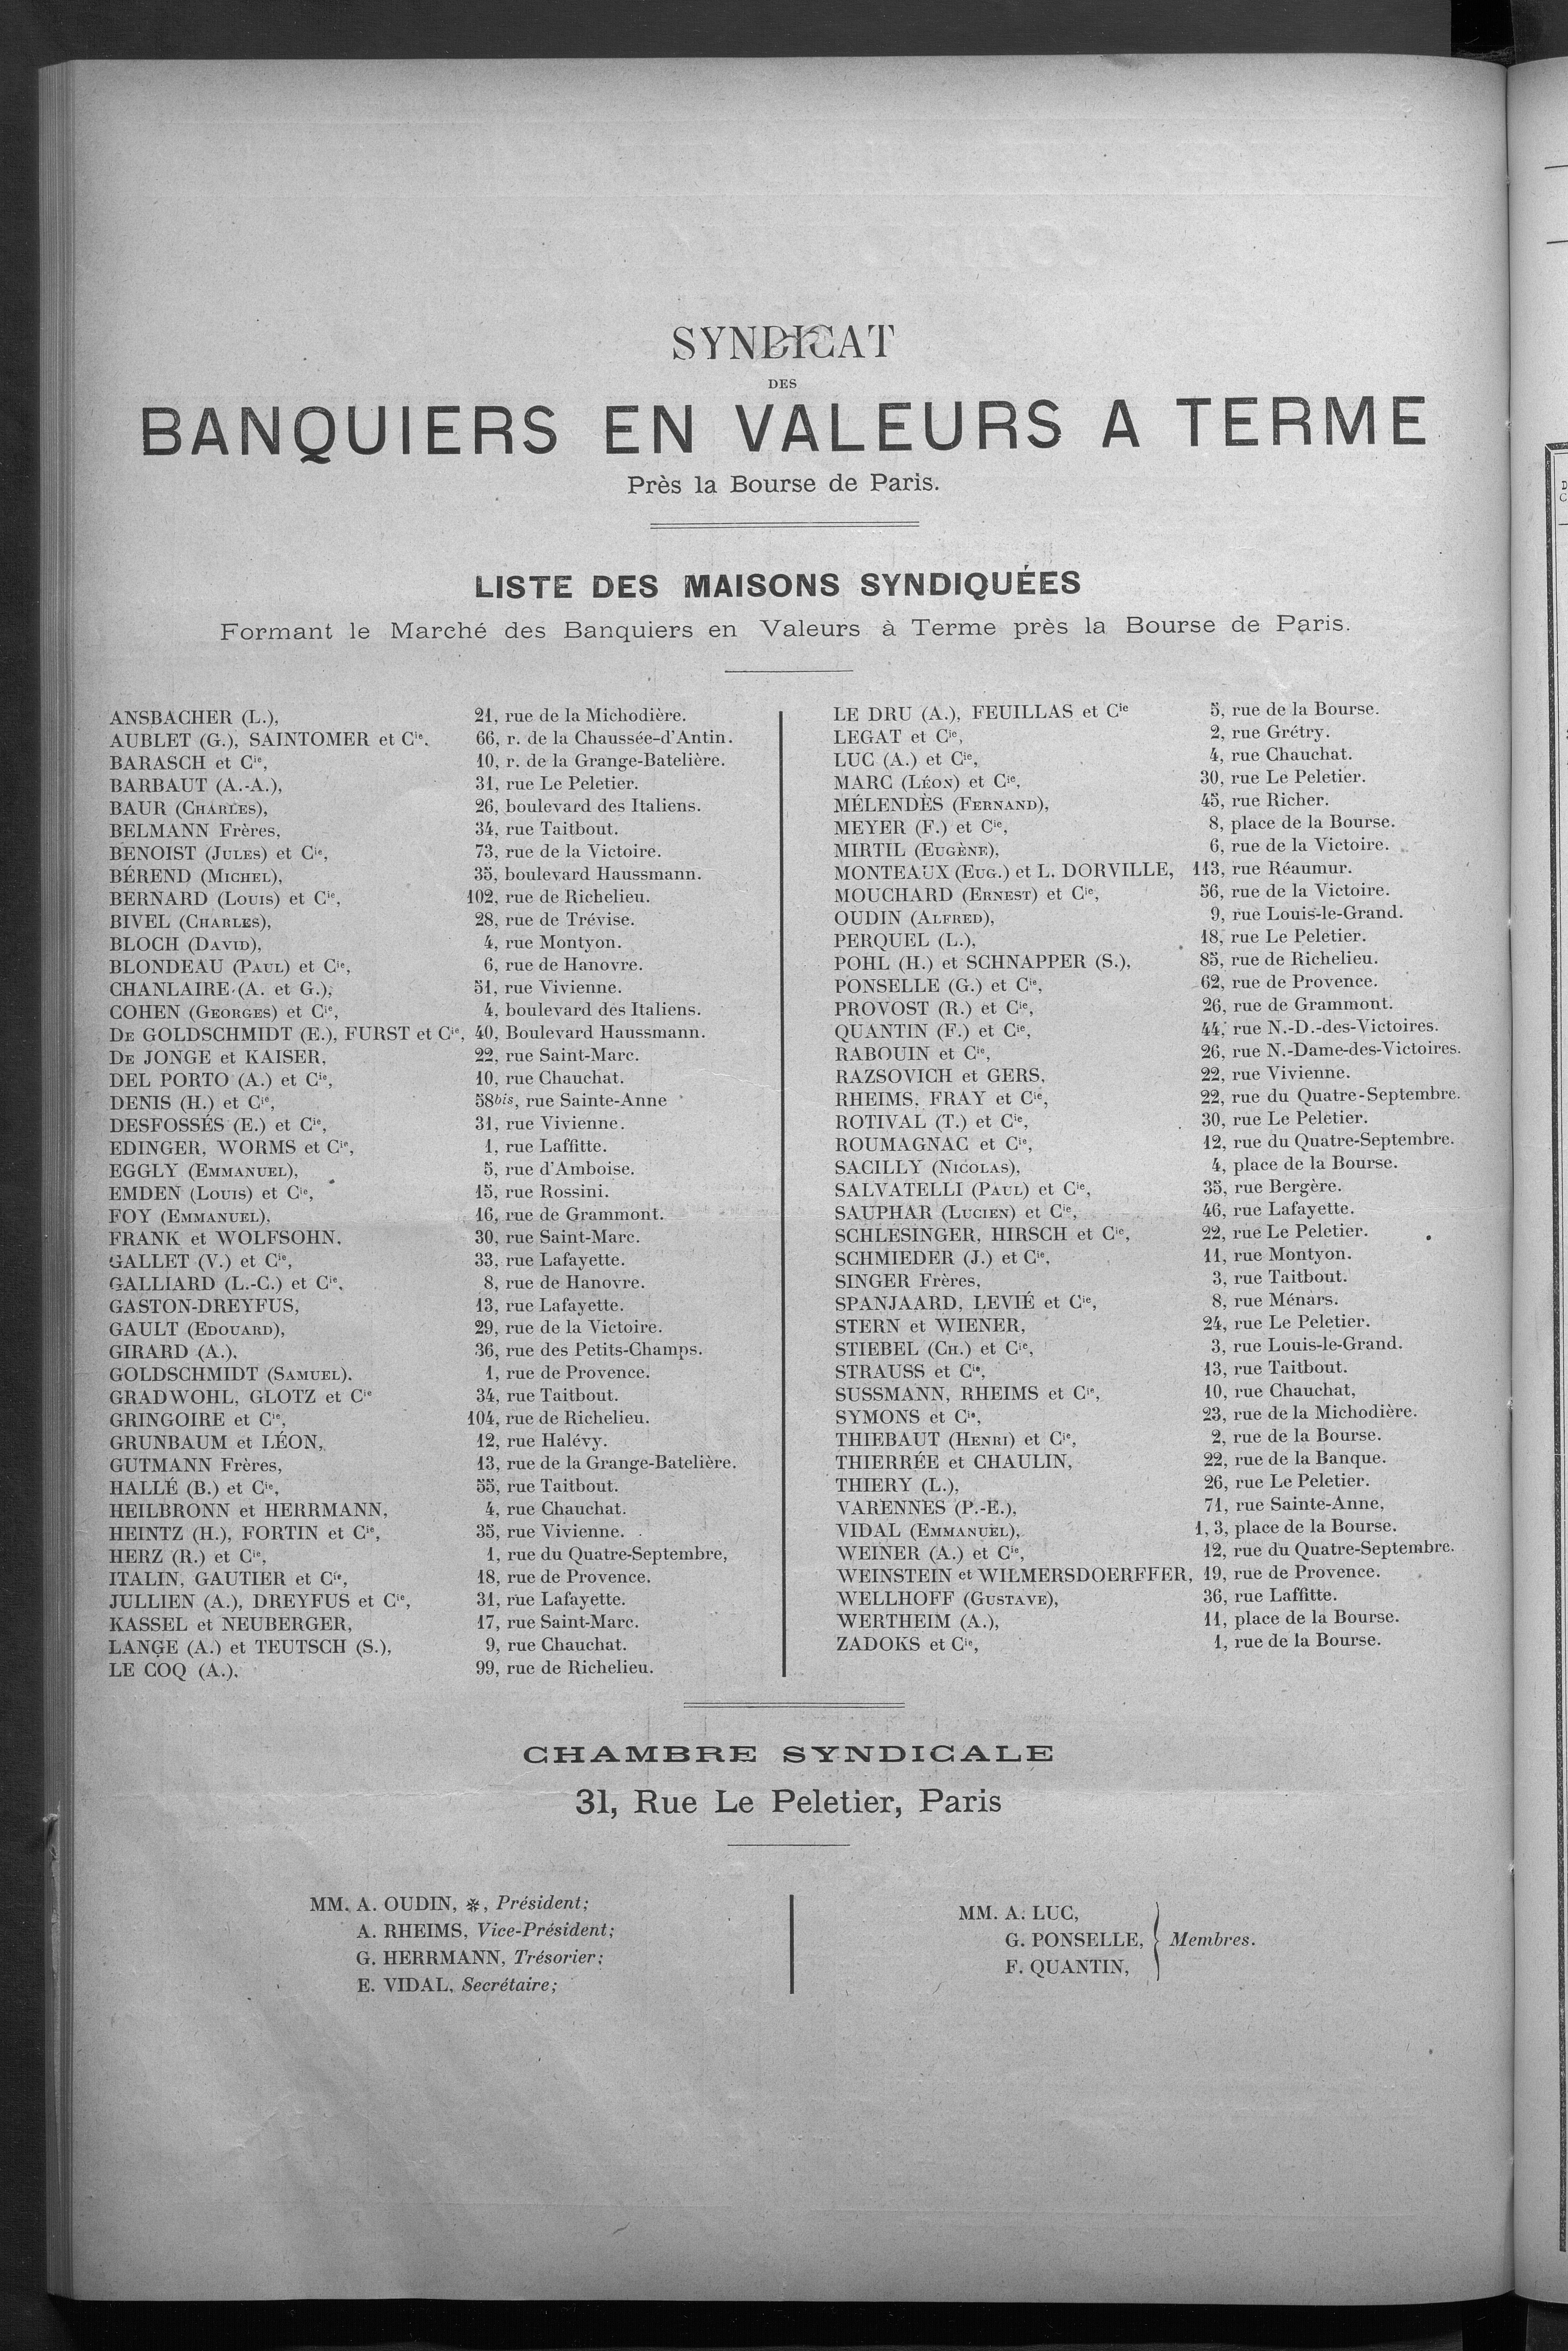 SYNDICAT
DES
BANQUIERS EN VALEURS A TERME
Près la Bourse de Paris.
LISTE DES MAISONS SYNDIQUÉES
Formant le Marché des Banquiers en Valeurs à Terme près la Bourse de Paris.
ANSBACHER (L.), 21, rue de la Michodière.
AUBLET (G.), SAINTOMER et Cie, 66, r. de la Chaussée-d'Antin.
BARASCH et Cie, 10, r. de la Grange-Batelière.
BARBAUT (A.-A.), 31, rue Le Peletier.
BAUR (CHARLES), 26, boulevard des Italiens.
BELMANN Frères, 34, rue Taitbout.
BENOIST (JULES) et Cie, 73, rue de la Victoire.
BÉREND (MICHEL), 35, boulevard Haussmann.
BERNARD (LOUIS) et Cie, 102, rue de Richelieu.
BIVEL (CHARLES), 28, rue de Trévise.
BLOCH (DAVID), 4, rue Montyon.
BLONDEAU (PAUL) et Cie, 6, rue de Hanovre.
CHANLAIRE (A. et G.), 51, rue Vivienne.
COHEN (GEORGES) et Cie, 4, boulevard des Italiens.
DE GOLDSCHMIDT (E.), FURST et Cie, 40, Boulevard Haussmann.
DE JONGE et KAISER, 22, rue Saint-Marc.
DEL PORTO (A.) et Cie, 10, rue Chauchat.
DENIS (H.) et Cie, 58bis, rue Sainte-Anne
DESFOSSÉS (E.) et Cie, 31, rue Vivienne.
EDINGER, WORMS et Cie, 1, rue Laffitte.
EGGLY (EMMANUEL), 5, rue d'Amboise.
EMDEN (LOUIS) et Cie, 15, rue Rossini.
FOY (EMMANUEL), 16, rue de Grammont.
FRANK et WOLFSOHN, 30, rue Saint-Marc.
GALLET (V.) et Cie, 33, rue Lafayette.
GALLIARD (L.-C.) et Cie, 8, rue de Hanovre.
GASTON-DREYFUS, 13, rue Lafayette.
GAULT (EDOUARD), 29, rue de la Victoire.
GIRARD (A.), 36, rue des Petits-Champs.
GOLDSCHMIDT (SAMUEL), 1, rue de Provence.
GRADWOHL, GLOTZ et Cie 34, rue Taitbout.
GRINGOIRE et Cie, 104, rue de Richelieu.
GRUNBAUM et LÉON, 12, rue Halévy.
GUTMANN Frères, 13, rue de la Grange-Batelière.
HALLÉ (B.) et Cie, 55, rue Taitbout.
HEILBRONN et HERRMANN, 4, rue Chauchat.
HEINTZ (H.), FORTIN et Cie, 35, rue Vivienne.
HERZ (R.) et Cie, 1, rue du Quatre-Septembre,
ITALIN, GAUTIER et Cie, 18, rue de Provence.
JULLIEN (A.), DREYFUS et Cie, 31, rue Lafayette.
KASSEL et NEUBERGER, 17, rue Saint-Marc.
LANGE (A.) et TEUTSCH (S.), 9, rue Chauchat.
LE COQ (A.), 99, rue de Richelieu.
LE DRU (A.), FEUILLAS et Cie 5, rue de la Bourse.
LEGAT et Cie, 2, rue Grétry.
LUC (A.) et Cie, 4, rue Chauchat.
MARC (LÉON) et Cie, 30, rue Le Peletier.
MÉLENDÈS (FERNAND), 45, rue Richer.
MEYER (F.) et Cie, 8, place de la Bourse.
MIRTIL (EUGÈNE), 6, rue de la Victoire.
MONTEAUX (EUG.) et L. DORVILLE, 113, rue Réaumur.
MOUCHARD (ERNEST) et Cie, 56, rue de la Victoire.
OUDIN (ALFRED), 9, rue Louis-le-Grand.
PERQUEL (L.), 18, rue Le Peletier.
POHL (H.) et SCHNAPPER (S.), 85, rue de Richelieu.
PONSELLE (G.) et Cie, 62, rue de Provence.
PROVOST (R.) et Cie, 26, rue de Grammont.
QUANTIN (F.) et Cie, 44, rue N.-D.-des-Victoires.
RABOUIN et Cie, 26, rue N.-Dame-des-Victoires.
RAZSOVICH et GERS, 22, rue Vivienne.
RHEIMS, FRAY et Cie, 22, rue du Quatre-Septembre.
ROTIVAL (T.) et Cie, 30, rue Le Peletier.
ROUMAGNAC et Cie, 12, rue du Quatre-Septembre.
SACILLY (NICOLAS), 4, place de la Bourse.
SALVATELLI (PAUL) et Cie, 35, rue Bergère.
SAUPHAR (LUCIEN) et Cie, 46, rue Lafayette.
SCHLESINGER, HIRSCH et Cie, 22, rue Le Peletier.
SCHMIEDER (J.) et Cie, 11, rue Montyon.
SINGER Frères, 3, rue Taitbout.
SPANJAARD, LEVIÉ et Cie, 8, rue Ménars.
STERN et WIENER, 24, rue Le Peletier.
STIEBEL (CH.) et Cie, 3, rue Louis-le-Grand.
STRAUSS et Cie, 13, rue Taitbout.
SUSSMANN, RHEIMS et Cie, 10, rue Chauchat,
SYMONS et Cie, 23, rue de la Michodière.
THIEBAUT (HENRI) et Cie, 2, rue de la Bourse.
THIERRÉE et CHAULIN, 22, rue de la Banque.
THIERY (L.), 26, rue Le Peletier.
VARENNES (P.-E.), 71, rue Sainte-Anne,
VIDAL (EMMANUEL), 1, 3, place de la Bourse.
WEINER (A.) et Cie, 12, rue du Quatre-Septembre.
WEINSTEIN et WILMERSDOERFFER, 19, rue de Provence.
WELLHOFF (GUSTAVE), 36, rue Laffitte.
WERTHEIM (A.), 11, place de la Bourse.
ZADOKS et Cie, 1, rue de la Bourse.
CHAMBRE SYNDICALE
31, Rue Le Peletier, Paris
MM. A. OUDIN, ✻, Président;
A. RHEIMS, Vice-Président;
G. HERRMANN, Trésorier;
E. VIDAL, Secrétaire;
MM. A. LUC,
G. PONSELLE, Membres.
F. QUANTIN,